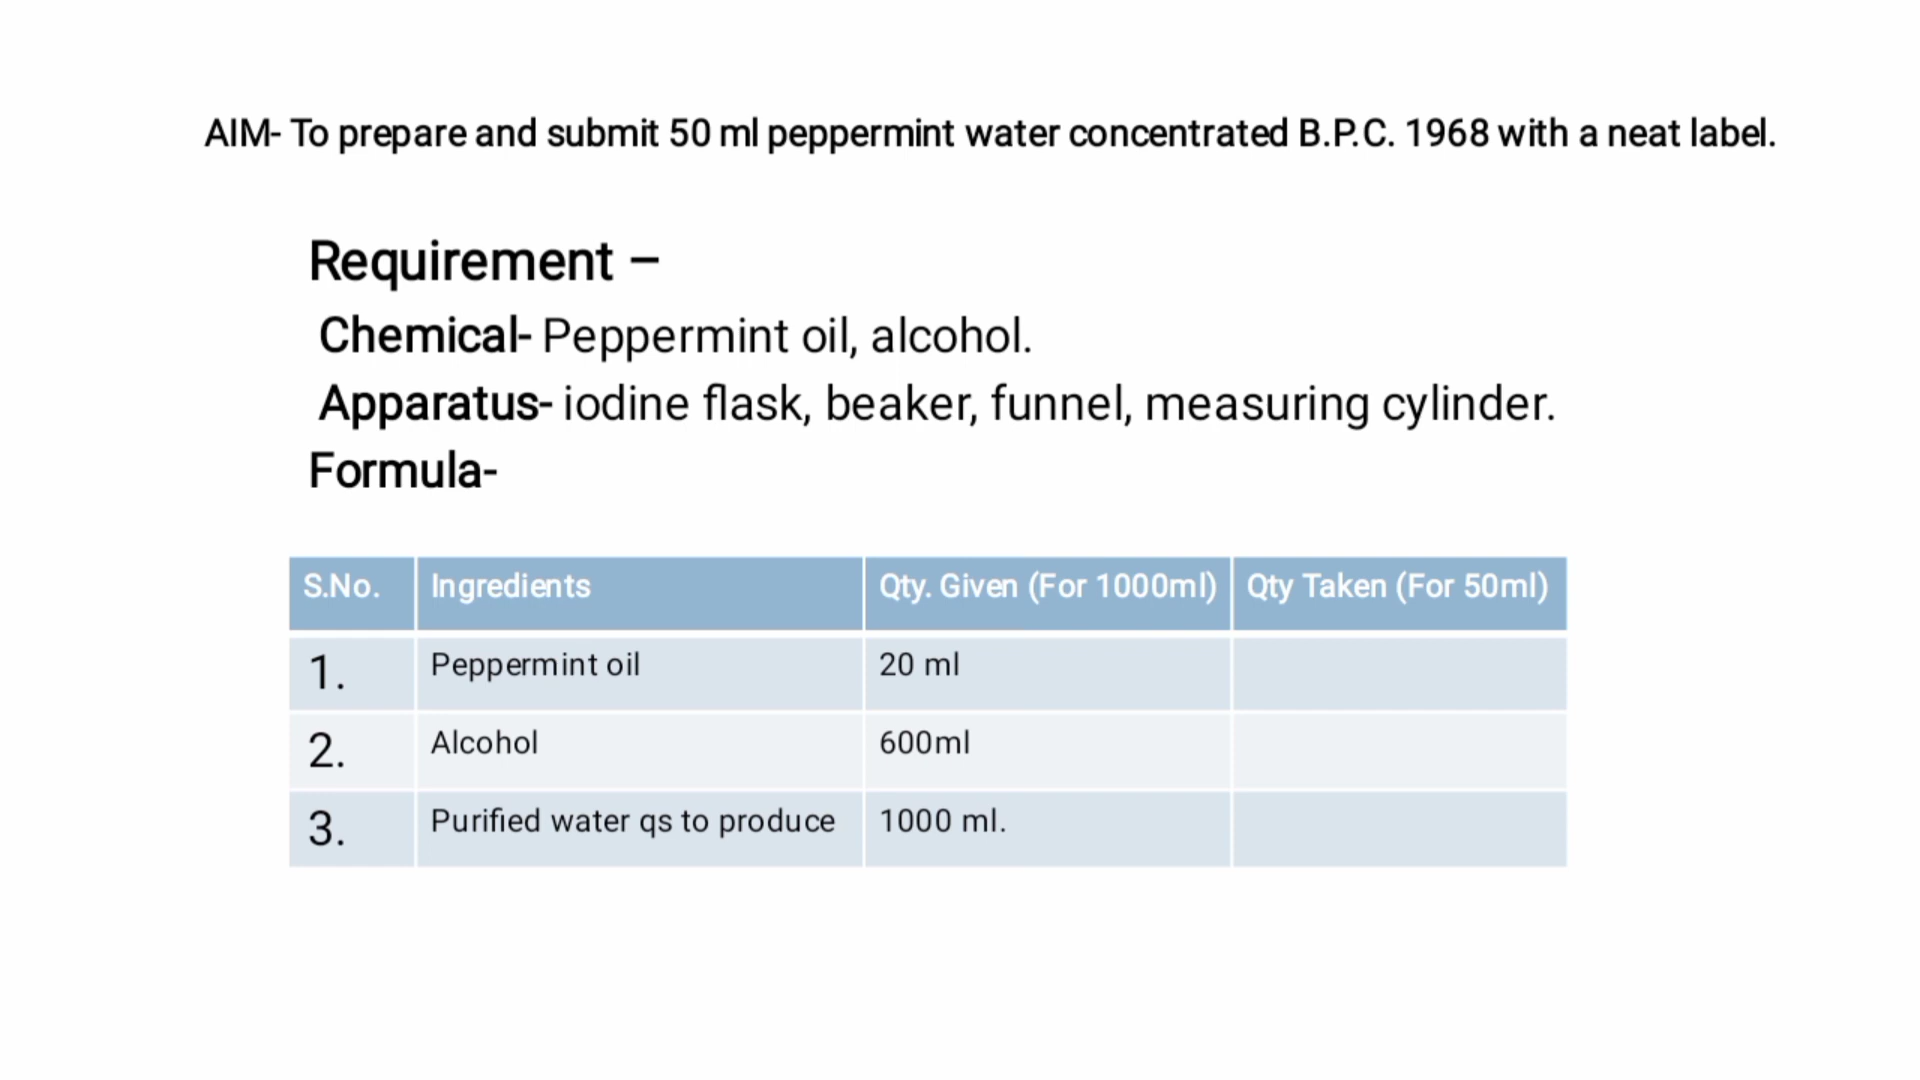 AIM- To prepare and submit 50 ml peppermint water concentrated B.P.C. 1968 with a neat label.
Requirement –
Chemical- Peppermint oil, alcohol.
Apparatus- iodine flask, beaker, funnel, measuring cylinder.
Formula-
S.No. Ingredients Qty. Given (For 1000ml) Qty Taken (For 50ml)
1. Peppermint oil 20 ml
2. Alcohol 600ml
3. Purified water qs to produce 1000 ml.